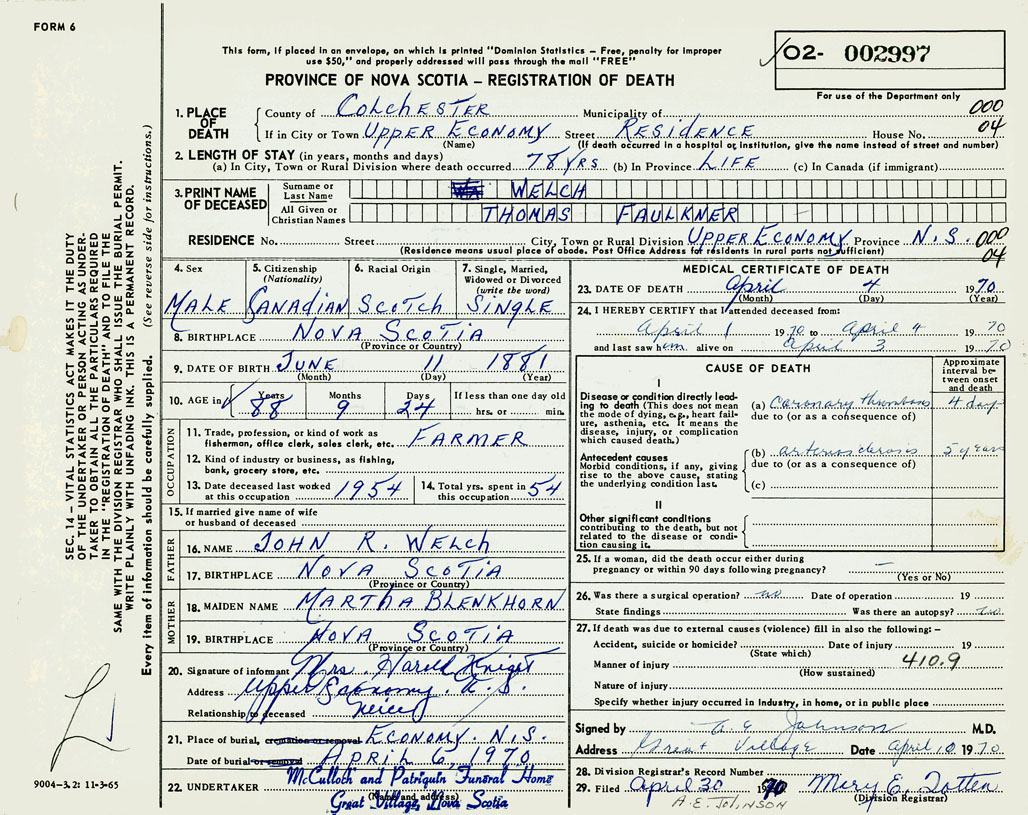 FORM 6
This form, if placed in an envelope, on which is printed "Dominion Statistics – Free, penalty for improper
use $50," and properly addressed will pass through the mail "FREE"
O2- 002997
PROVINCE OF NOVA SCOTIA – REGISTRATION OF DEATH
For use of the Department only
000
04
1. PLACE OF DEATH
County of COLCHESTER Municipality of
If in City or Town UPPER ECONOMY Street RESIDENCE House No.
(Name) (If death occurred in a hospital or institution, give the name instead of street and number)
2. LENGTH OF STAY (in years, months and days)
(a) In City, Town or Rural Division where death occurred 78 YRS. (b) In Province LIFE (c) In Canada (if immigrant)
3. PRINT NAME OF DECEASED
Surname or Last Name WELCH
All Given or Christian Names THOMAS FAULKNER
RESIDENCE No. Street City, Town or Rural Division UPPER ECONOMY Province N.S. 000
(Residence means usual place of abode. Post Office Address for residents in rural parts not sufficient) 04
4. Sex MALE
5. Citizenship (Nationality) CANADIAN
6. Racial Origin SCOTCH
7. Single, Married, Widowed or Divorced (write the word) SINGLE
8. BIRTHPLACE NOVA SCOTIA
(Province or Country)
9. DATE OF BIRTH JUNE 11 1881
(Month) (Day) (Year)
10. AGE in Years Months Days If less than one day old
88 9 24 hrs. or min.
OCCUPATION
11. Trade, profession, or kind of work as fisherman, office clerk, sales clerk, etc. FARMER
12. Kind of industry or business, as fishing, bank, grocery store, etc.
13. Date deceased last worked at this occupation 1954
14. Total yrs. spent in this occupation 54
15. If married give name of wife or husband of deceased
FATHER
16. NAME JOHN R. WELCH
17. BIRTHPLACE NOVA SCOTIA
(Province or Country)
MOTHER
18. MAIDEN NAME MARTHA BLENKHORN
19. BIRTHPLACE NOVA SCOTIA
(Province or Country)
20. Signature of informant Mrs. Harold Knight
Address Upper Economy. N.S.
Relationship to deceased Neice
21. Place of burial, cremation or removal ECONOMY. N.S.
Date of burial or removal APRIL 6, 1970
22. UNDERTAKER McCulloch and Patriquin Funeral Home
(Name and address)
Great Village, Nova Scotia
MEDICAL CERTIFICATE OF DEATH
23. DATE OF DEATH April 4 1970
(Month) (Day) (Year)
24. I HEREBY CERTIFY that I attended deceased from:
April 1 1970 to April 4 1970
and last saw him alive on April 3 1970
CAUSE OF DEATH
Approximate interval between onset and death
I
Disease or condition directly leading to death (This does not mean the mode of dying, e.g., heart failure, asthenia, etc. It means the disease, injury, or complication which caused death.)
(a) Coronary thrombosis 4 days
due to (or as a consequence of)
Antecedent causes
Morbid conditions, if any, giving rise to the above cause, stating the underlying condition last.
(b) arteriosclerosis 5 years
due to (or as a consequence of)
(c)
II
Other significant conditions contributing to the death, but not related to the disease or condition causing it.
25. If a woman, did the death occur either during pregnancy or within 90 days following pregnancy? –
(Yes or No)
26. Was there a surgical operation? no Date of operation 19
State findings Was there an autopsy? no
27. If death was due to external causes (violence) fill in also the following: –
Accident, suicide or homicide? Date of injury 19
(State which)
Manner of injury 410.9
(How sustained)
Nature of injury
Specify whether injury occurred in Industry, in home, or in public place
Signed by A E Johnson M.D.
Address Great Village Date April 10 1970
28. Division Registrar's Record Number
29. Filed April 30 1970 Mary E. Totten
A.E. JOHNSON (Division Registrar)
SEC. 14 – VITAL STATISTICS ACT MAKES IT THE DUTY
OF THE UNDERTAKER OR PERSON ACTING AS UNDER-
TAKER TO OBTAIN ALL THE PARTICULARS REQUIRED
IN THE "REGISTRATION OF DEATH" AND TO FILE THE
SAME WITH THE DIVISION REGISTRAR WHO SHALL ISSUE THE BURIAL PERMIT.
WRITE PLAINLY WITH UNFADING INK. THIS IS A PERMANENT RECORD.
Every item of information should be carefully supplied. (See reverse side for instructions.)
9004–3.2: 11-3-65